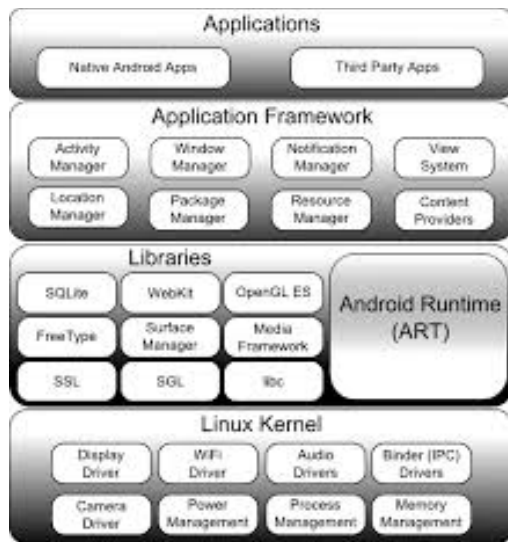 Applications
Native Android Apps
Third Party Apps
Application Framework
Activity
Manager
Window
Manager
Notification
Manager
View
System
Location
Manager
Package
Manager
Resource
Manager
Content
Providers
Libraries
SQLite
WebKit
OpenGL ES
FreeType
Surface
Manager
Media
Framework
SSL
SGL
libc
Android Runtime
(ART)
Linux Kernel
Display
Driver
WiFi
Driver
Audio
Drivers
Binder (IPC)
Drivers
Camera
Driver
Power
Management
Process
Management
Memory
Management